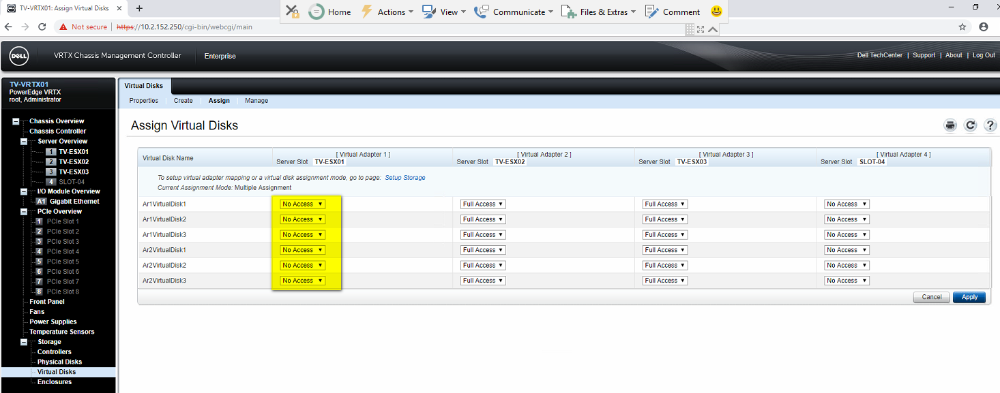 TV-VRTX01: Assign Virtual Disks
Home Actions View Communicate Files & Extras Comment
Not secure https://10.2.152.250/cgi-bin/webcgi/main
DELL VRTX Chassis Management Controller Enterprise
Dell TechCenter | Support | About | Log Out
TV-VRTX01
PowerEdge VRTX
root, Administrator
Chassis Overview
Chassis Controller
Server Overview
1 TV-ESX01
2 TV-ESX02
3 TV-ESX03
4 SLOT-04
I/O Module Overview
A1 Gigabit Ethernet
PCIe Overview
1 PCIe Slot 1
2 PCIe Slot 2
3 PCIe Slot 3
4 PCIe Slot 4
5 PCIe Slot 5
6 PCIe Slot 6
7 PCIe Slot 7
8 PCIe Slot 8
Front Panel
Fans
Power Supplies
Temperature Sensors
Storage
Controllers
Physical Disks
Virtual Disks
Enclosures
Virtual Disks
Properties Create Assign Manage
Assign Virtual Disks
Virtual Disk Name
[ Virtual Adapter 1 ] [ Virtual Adapter 2 ] [ Virtual Adapter 3 ] [ Virtual Adapter 4 ]
Server Slot TV-ESX01 Server Slot TV-ESX02 Server Slot TV-ESX03 Server Slot SLOT-04
To setup virtual adapter mapping or a virtual disk assignment mode, go to page: Setup Storage
Current Assignment Mode: Multiple Assignment
Ar1VirtualDisk1 No Access Full Access Full Access No Access
Ar1VirtualDisk2 No Access Full Access Full Access No Access
Ar1VirtualDisk3 No Access Full Access Full Access No Access
Ar2VirtualDisk1 No Access Full Access Full Access No Access
Ar2VirtualDisk2 No Access Full Access Full Access No Access
Ar2VirtualDisk3 No Access Full Access Full Access No Access
Cancel Apply